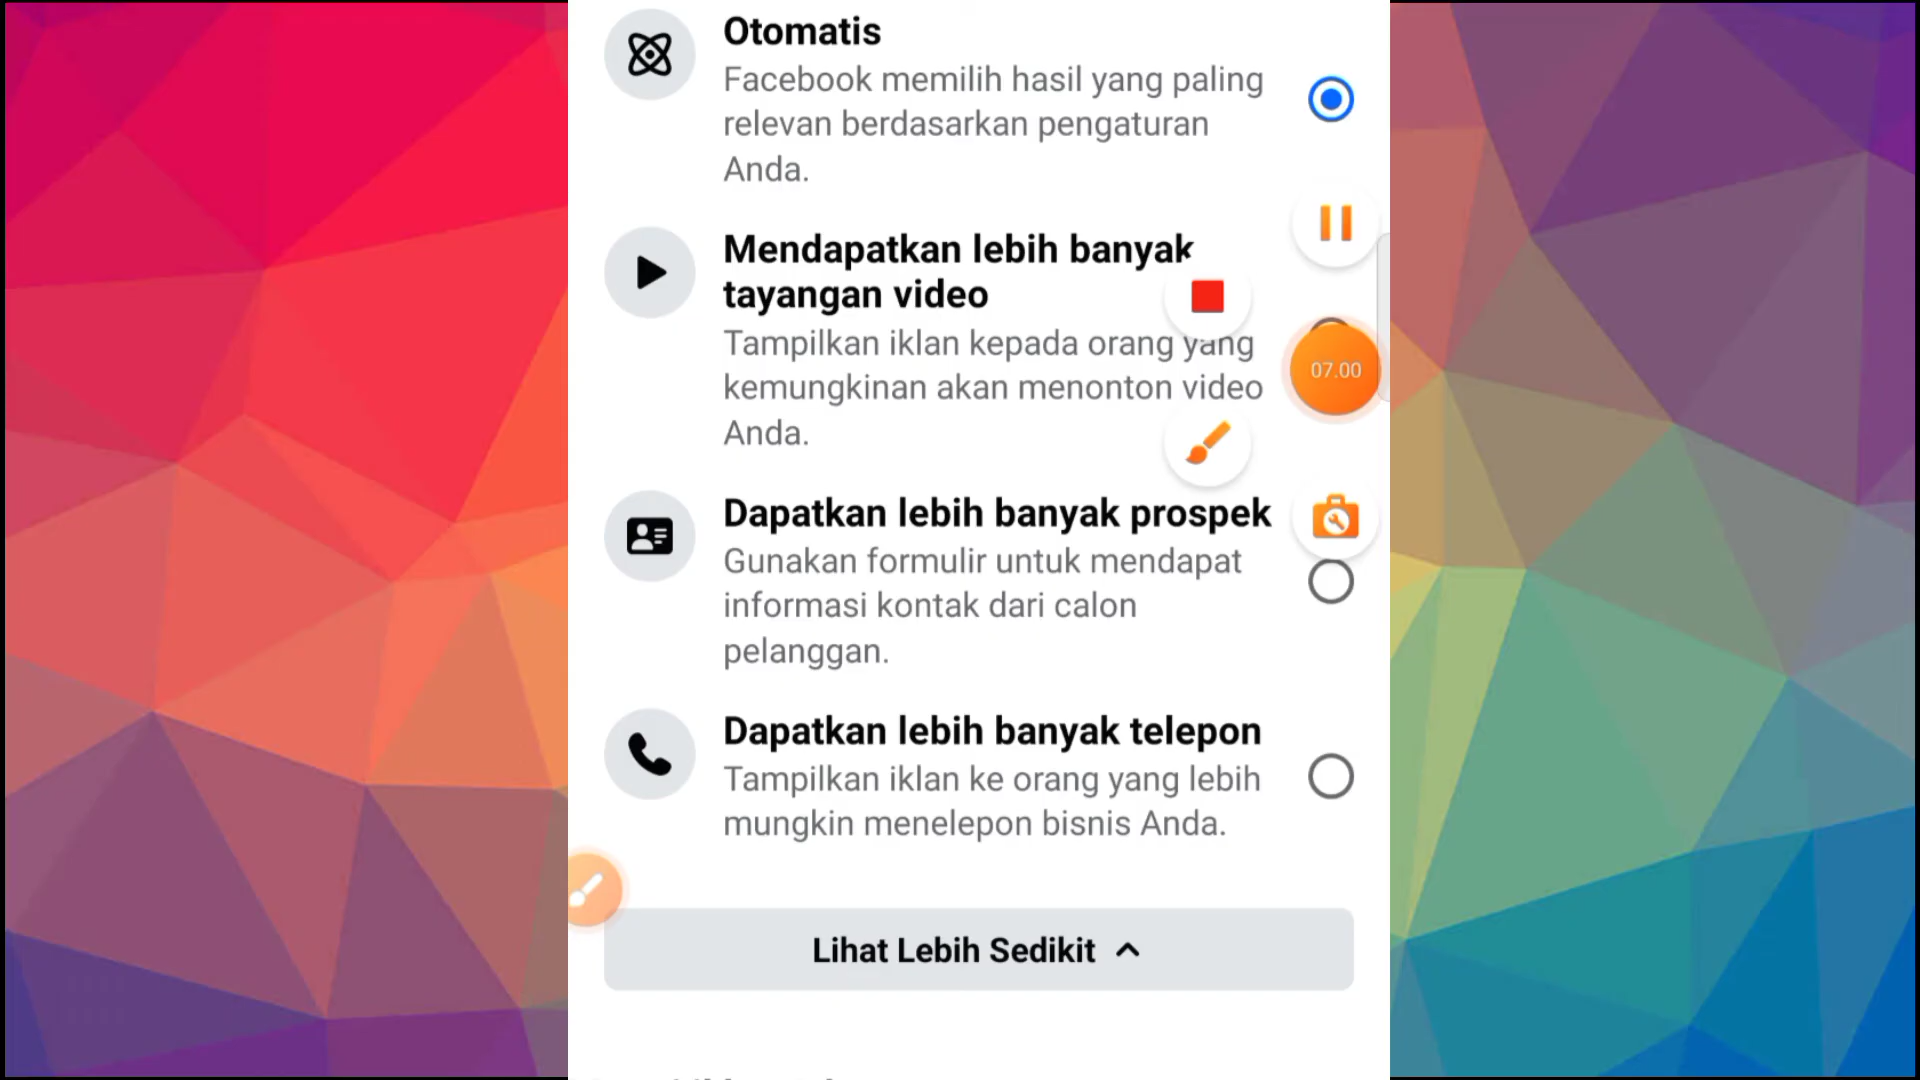 Otomatis
Facebook memilih hasil yang paling
relevan berdasarkan pengaturan
Anda.
Mendapatkan lebih banyak
tayangan video
Tampilkan iklan kepada orang yang
07.00
kemungkinan akan menonton video
Anda.
Dapatkan lebih banyak prospek
Gunakan formulir untuk mendapat
informasi kontak dari calon
pelanggan.
Dapatkan lebih banyak telepon
Tampilkan iklan ke orang yang lebih
mungkin menelepon bisnis Anda.
Lihat Lebih Sedikit